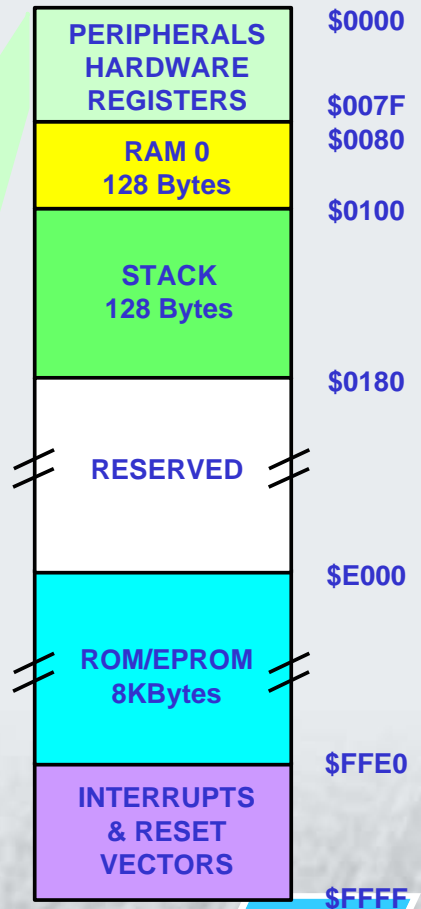 PERIPHERALS
HARDWARE
REGISTERS
$0000
$007F
RAM 0
128 Bytes
$0080
$0100
STACK
128 Bytes
$0180
RESERVED
$E000
ROM/EPROM
8KBytes
$FFE0
INTERRUPTS
& RESET
VECTORS
$FFFF